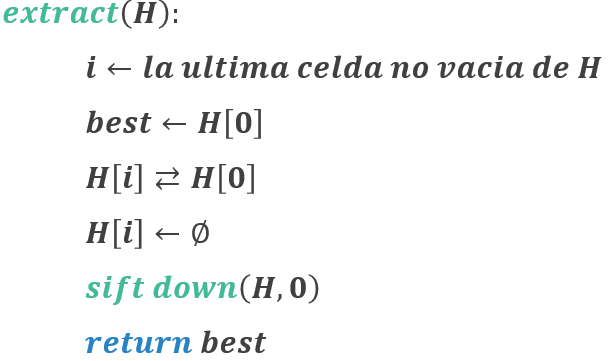 extract(H):
i ← la ultima celda no vacia de H
best ← H[0]
H[i] ⇄ H[0]
H[i] ← ∅
sift down(H, 0)
return best